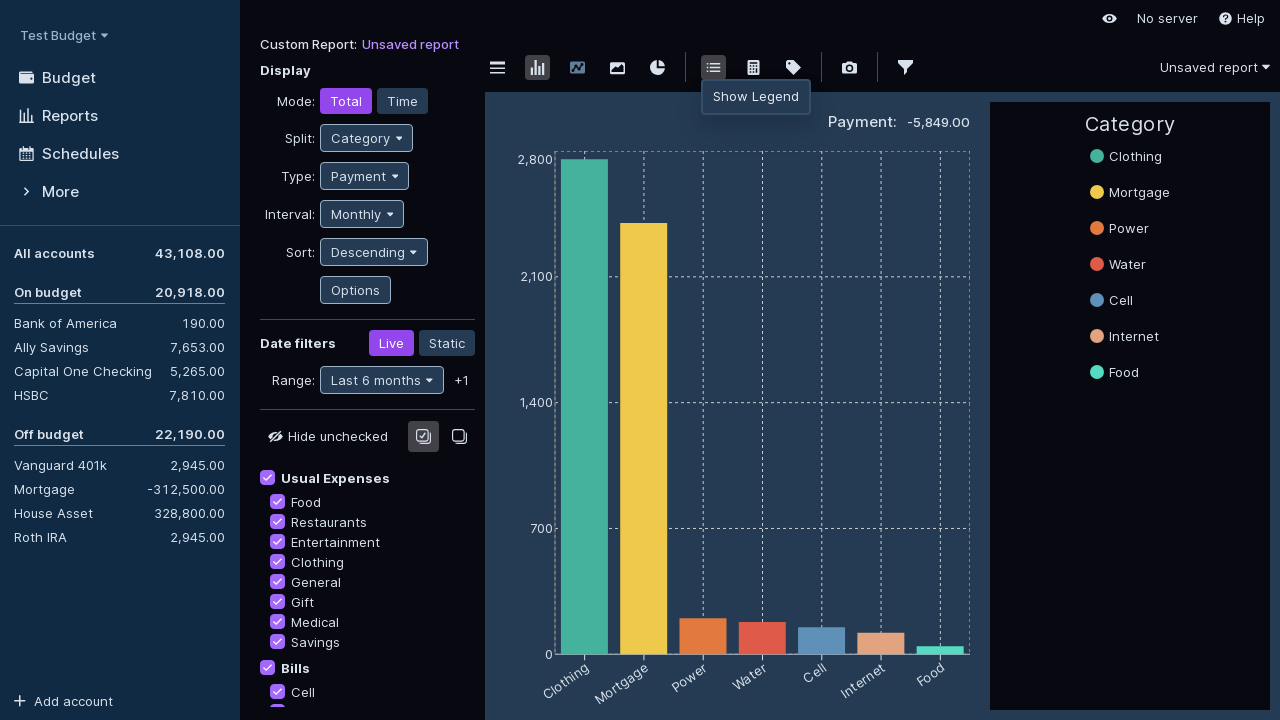 Test Budget
Budget
Reports
Schedules
More
All accounts 43,108.00
On budget 20,918.00
Bank of America 190.00
Ally Savings 7,653.00
Capital One Checking 5,265.00
HSBC 7,810.00
Off budget 22,190.00
Vanguard 401k 2,945.00
Mortgage -312,500.00
House Asset 328,800.00
Roth IRA 2,945.00
Add account
No server
Help
Custom Report: Unsaved report
Display
Mode: Total Time
Split: Category
Type: Payment
Interval: Monthly
Sort: Descending
Options
Date filters Live Static
Range: Last 6 months +1
Hide unchecked
Usual Expenses
Food
Restaurants
Entertainment
Clothing
General
Gift
Medical
Savings
Bills
Cell
Unsaved report
Show Legend
Payment: -5,849.00
2,800
2,100
1,400
700
0
Clothing
Mortgage
Power
Water
Cell
Internet
Food
Category
Clothing
Mortgage
Power
Water
Cell
Internet
Food